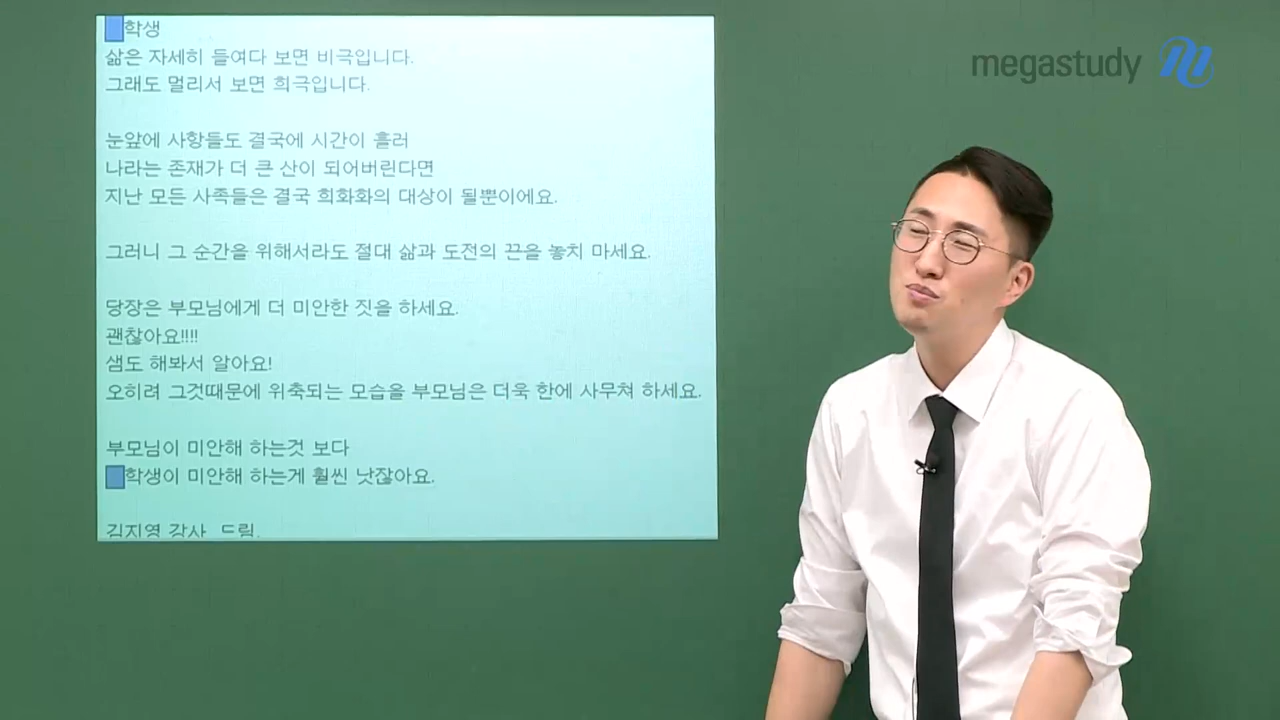 학생
삶은 자세히 들여다 보면 비극입니다.
그래도 멀리서 보면 희극입니다.
눈앞에 사항들도 결국에 시간이 흘러
나라는 존재가 더 큰 산이 되어버린다면
지난 모든 사족들은 결국 희화화의 대상이 될뿐이에요.
그러니 그 순간을 위해서라도 절대 삶과 도전의 끈을 놓치 마세요.
당장은 부모님에게 더 미안한 짓을 하세요.
괜찮아요!!!!
샘도 해봐서 알아요!
오히려 그것때문에 위축되는 모습을 부모님은 더욱 한에 사무쳐 하세요.
부모님이 미안해 하는것 보다
학생이 미안해 하는게 훨씬 낫잖아요.
김지영 강사 드림.
megastudy